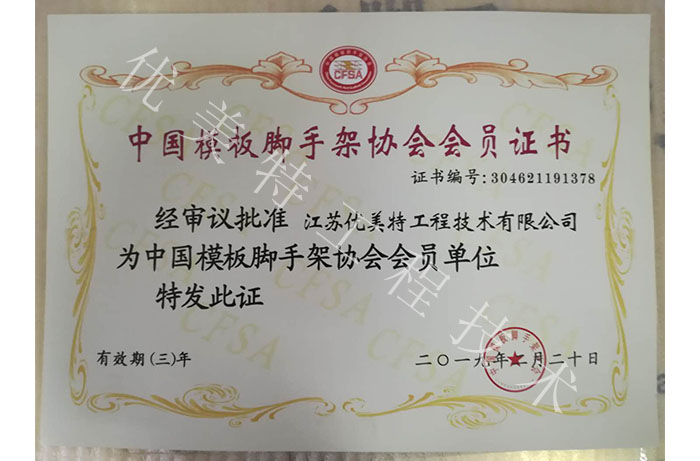 CFSA
中国模板脚手架协会会员证书
证书编号:304621191378
经审议批准 江苏优美特工程技术有限公司
为中国模板脚手架协会会员单位
特发此证
有效期(三)年
二〇一九年二月二十日
优美特工程技术